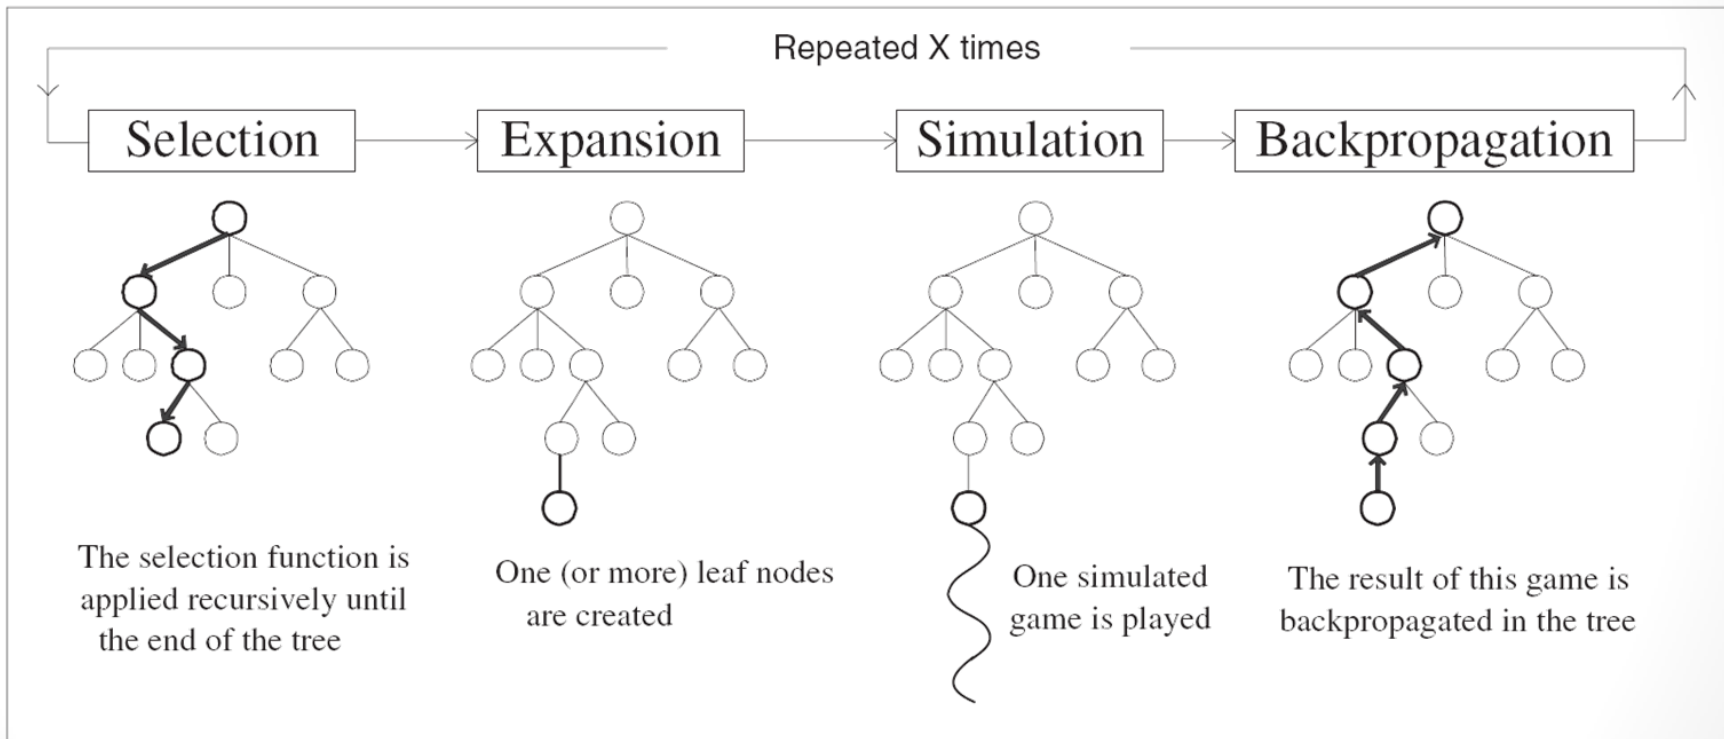 Repeated X times
Selection
Expansion
Simulation
Backpropagation
The selection function is
applied recursively until
the end of the tree
One (or more) leaf nodes
are created
One simulated
game is played
The result of this game is
backpropagated in the tree